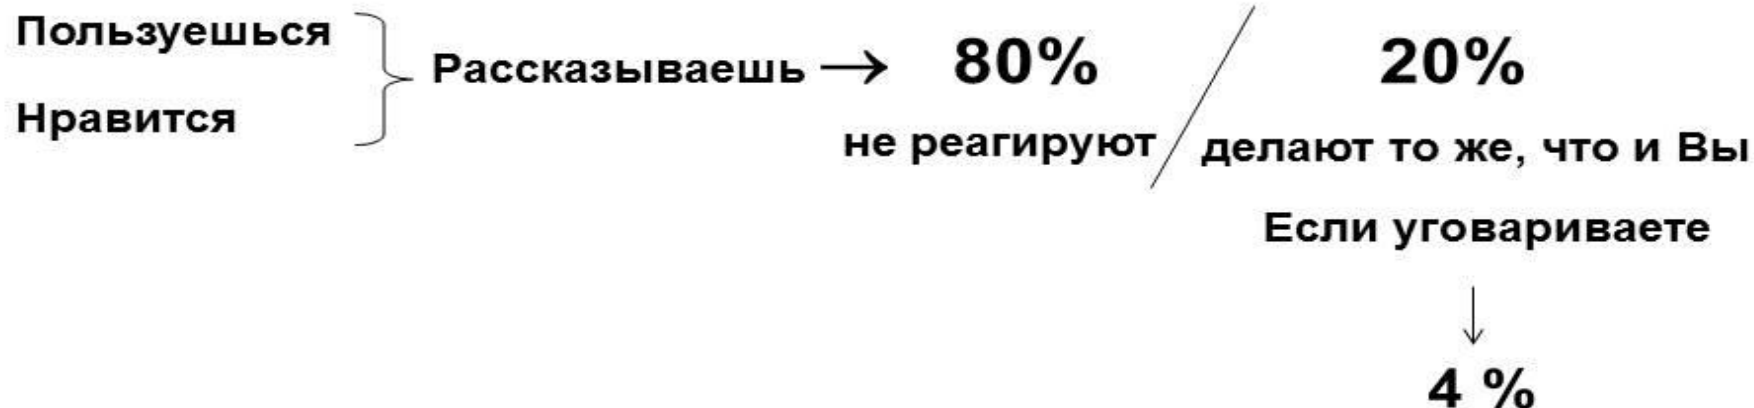 Пользуешься
Нравится
Рассказываешь → 80% / 20%
не реагируют
делают то же, что и Вы
Если уговариваете
↓
4 %